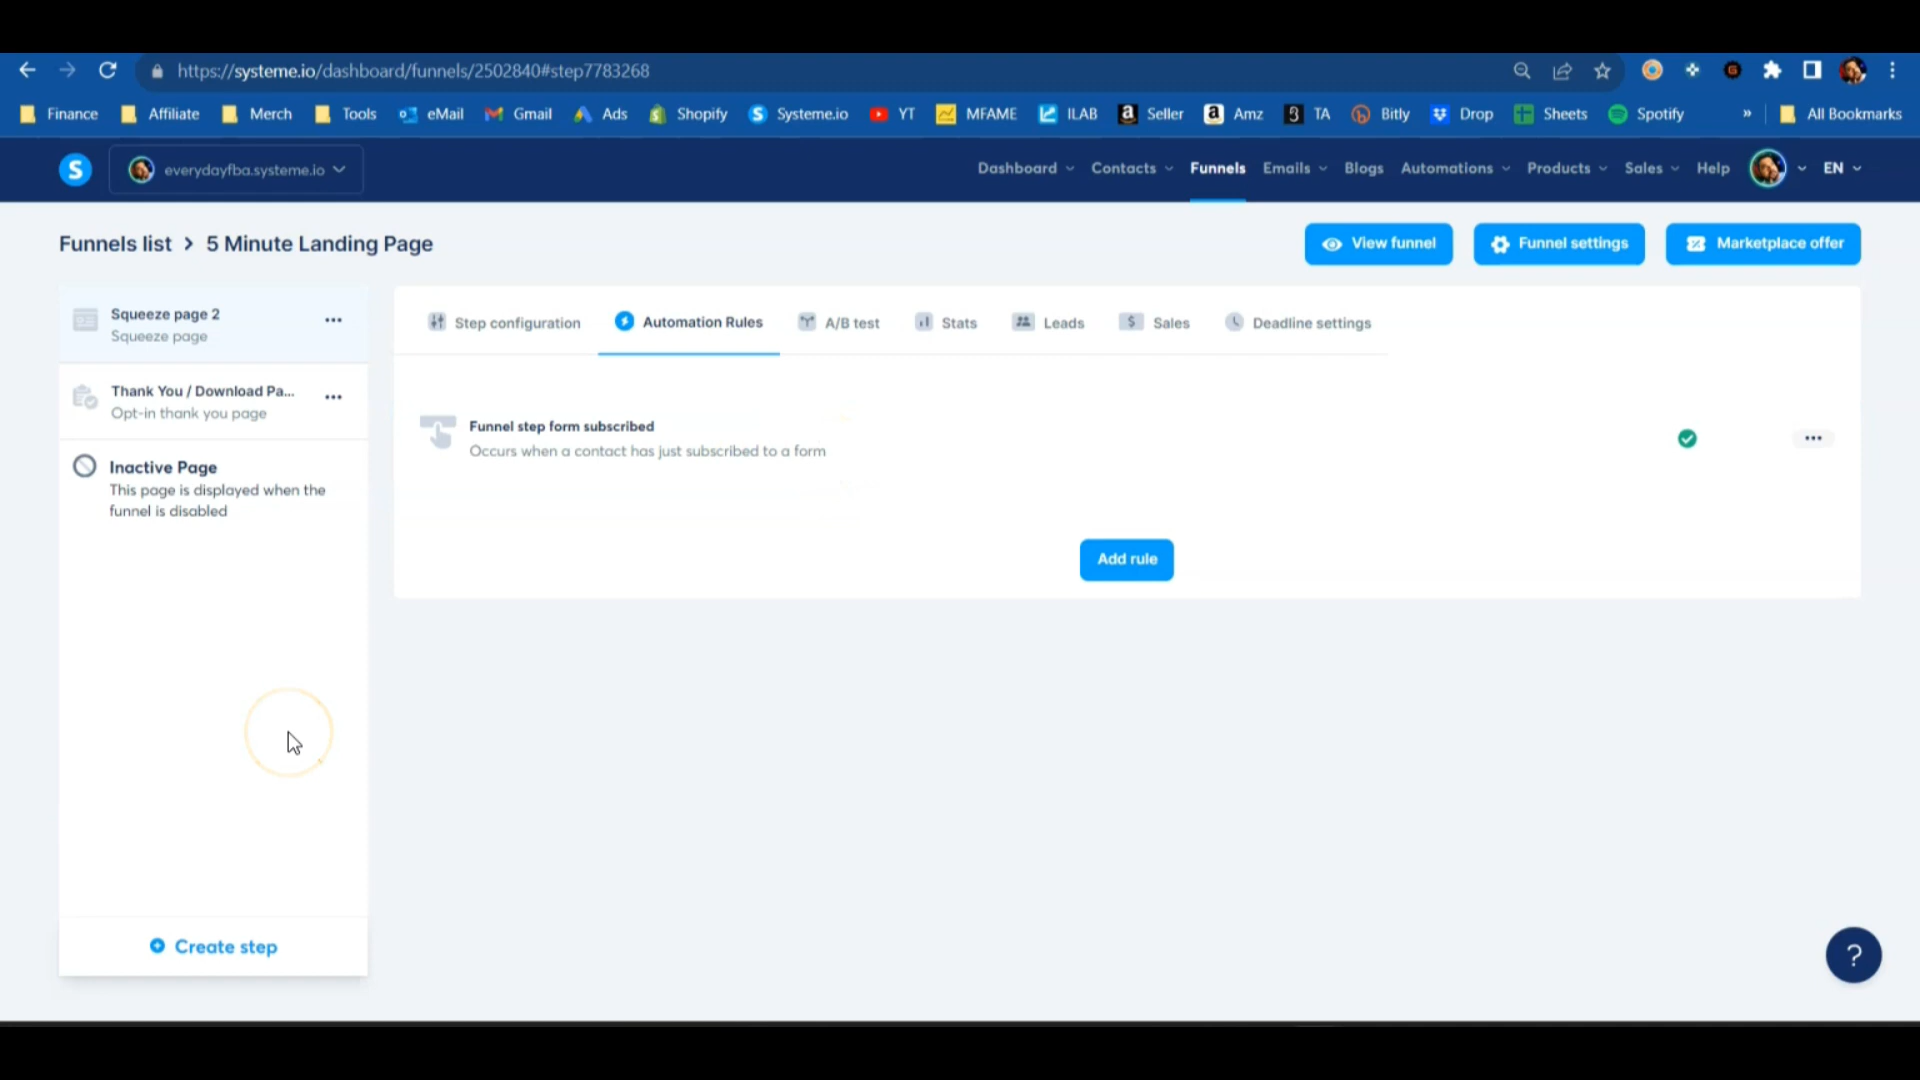 https://systeme.io/dashboard/funnels/2502840#step7783268
Finance Affiliate Merch Tools eMail Gmail Ads Shopify Systeme.io YT MFAME ILAB Seller Amz TA Bitly Drop Sheets Spotify » All Bookmarks
S everydayfba.systeme.io Dashboard Contacts Funnels Emails Blogs Automations Products Sales Help EN
Funnels list > 5 Minute Landing Page View funnel Funnel settings Marketplace offer
Squeeze page 2
Squeeze page
Thank You / Download Pa...
Opt-in thank you page
Inactive Page
This page is displayed when the
funnel is disabled
Create step
Step configuration Automation Rules A/B test Stats Leads Sales Deadline settings
Funnel step form subscribed
Occurs when a contact has just subscribed to a form
Add rule
?